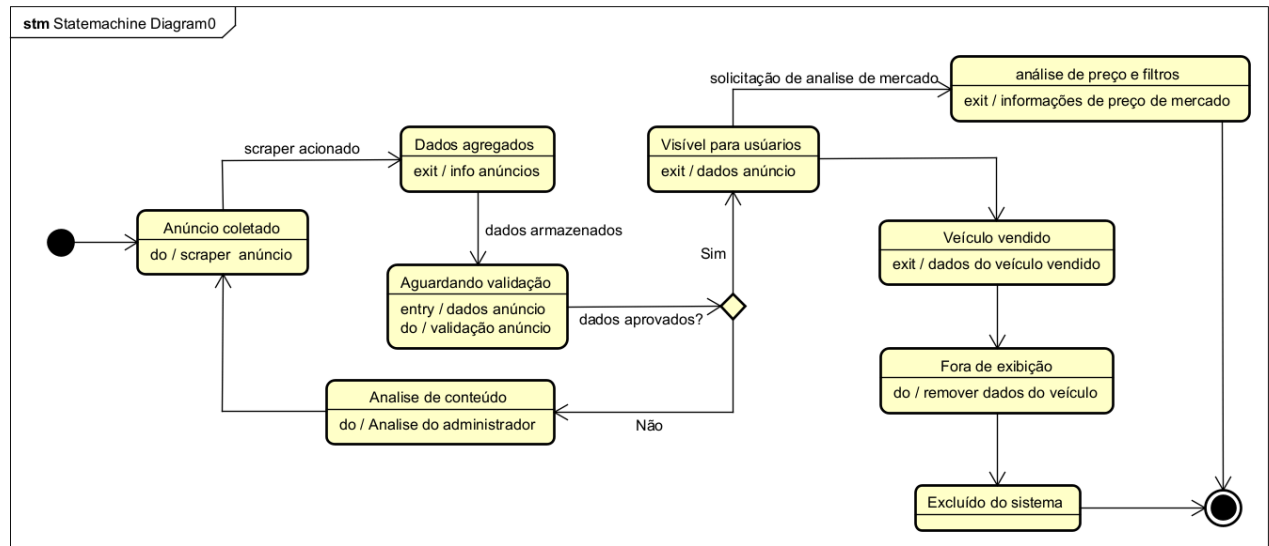 stm Statemachine Diagram0
solicitação de analise de mercado
análise de preço e filtros
exit / informações de preço de mercado
scraper acionado
Dados agregados
exit / info anúncios
Visível para usúarios
exit / dados anúncio
Anúncio coletado
do / scraper anúncio
dados armazenados
Veículo vendido
exit / dados do veículo vendido
Sim
Aguardando validação
entry / dados anúncio
do / validação anúncio
dados aprovados?
Fora de exibição
do / remover dados do veículo
Analise de conteúdo
do / Analise do administrador
Não
Excluído do sistema